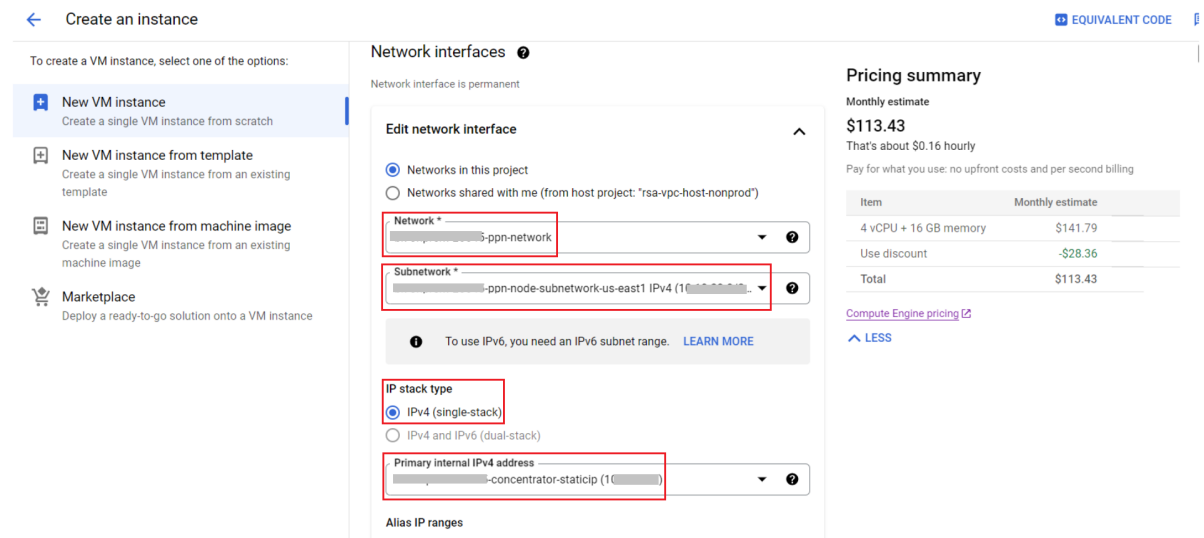 Create an instance
EQUIVALENT CODE
To create a VM instance, select one of the options:
New VM instance
Create a single VM instance from scratch
New VM instance from template
Create a single VM instance from an existing
template
New VM instance from machine image
Create a single VM instance from an existing
machine image
Marketplace
Deploy a ready-to-go solution onto a VM instance
Network interfaces
Network interface is permanent
Edit network interface
Networks in this project
Networks shared with me (from host project: "rsa-vpc-host-nonprod")
Network *
-ppn-network
Subnetwork *
-ppn-node-subnetwork-us-east1 IPv4 (
To use IPv6, you need an IPv6 subnet range. LEARN MORE
IP stack type
IPv4 (single-stack)
IPv4 and IPv6 (dual-stack)
Primary internal IPv4 address
-concentrator-staticip (10
Alias IP ranges
Pricing summary
Monthly estimate
$113.43
That's about $0.16 hourly
Pay for what you use: no upfront costs and per second billing
Item Monthly estimate
4 vCPU + 16 GB memory $141.79
Use discount -$28.36
Total $113.43
Compute Engine pricing
LESS